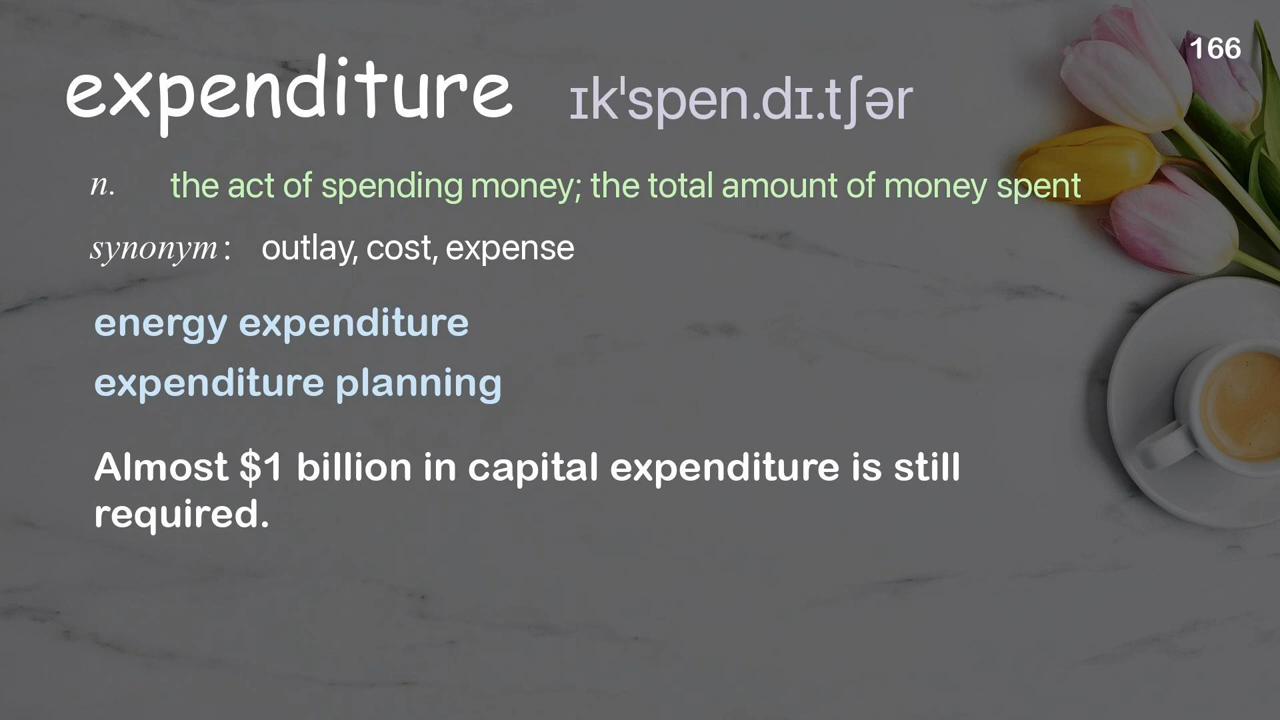 166
expenditure ɪkˈspen.dɪ.tʃər
n. the act of spending money; the total amount of money spent
synonym: outlay, cost, expense
energy expenditure
expenditure planning
Almost $1 billion in capital expenditure is still
required.